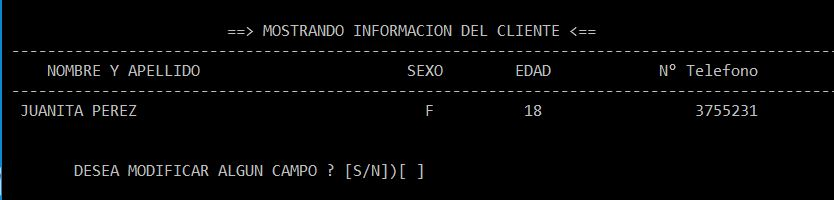 ==> MOSTRANDO INFORMACION DEL CLIENTE <==
NOMBRE Y APELLIDO SEXO EDAD N° Telefono
JUANITA PEREZ F 18 3755231
DESEA MODIFICAR ALGUN CAMPO ? [S/N])[ ]